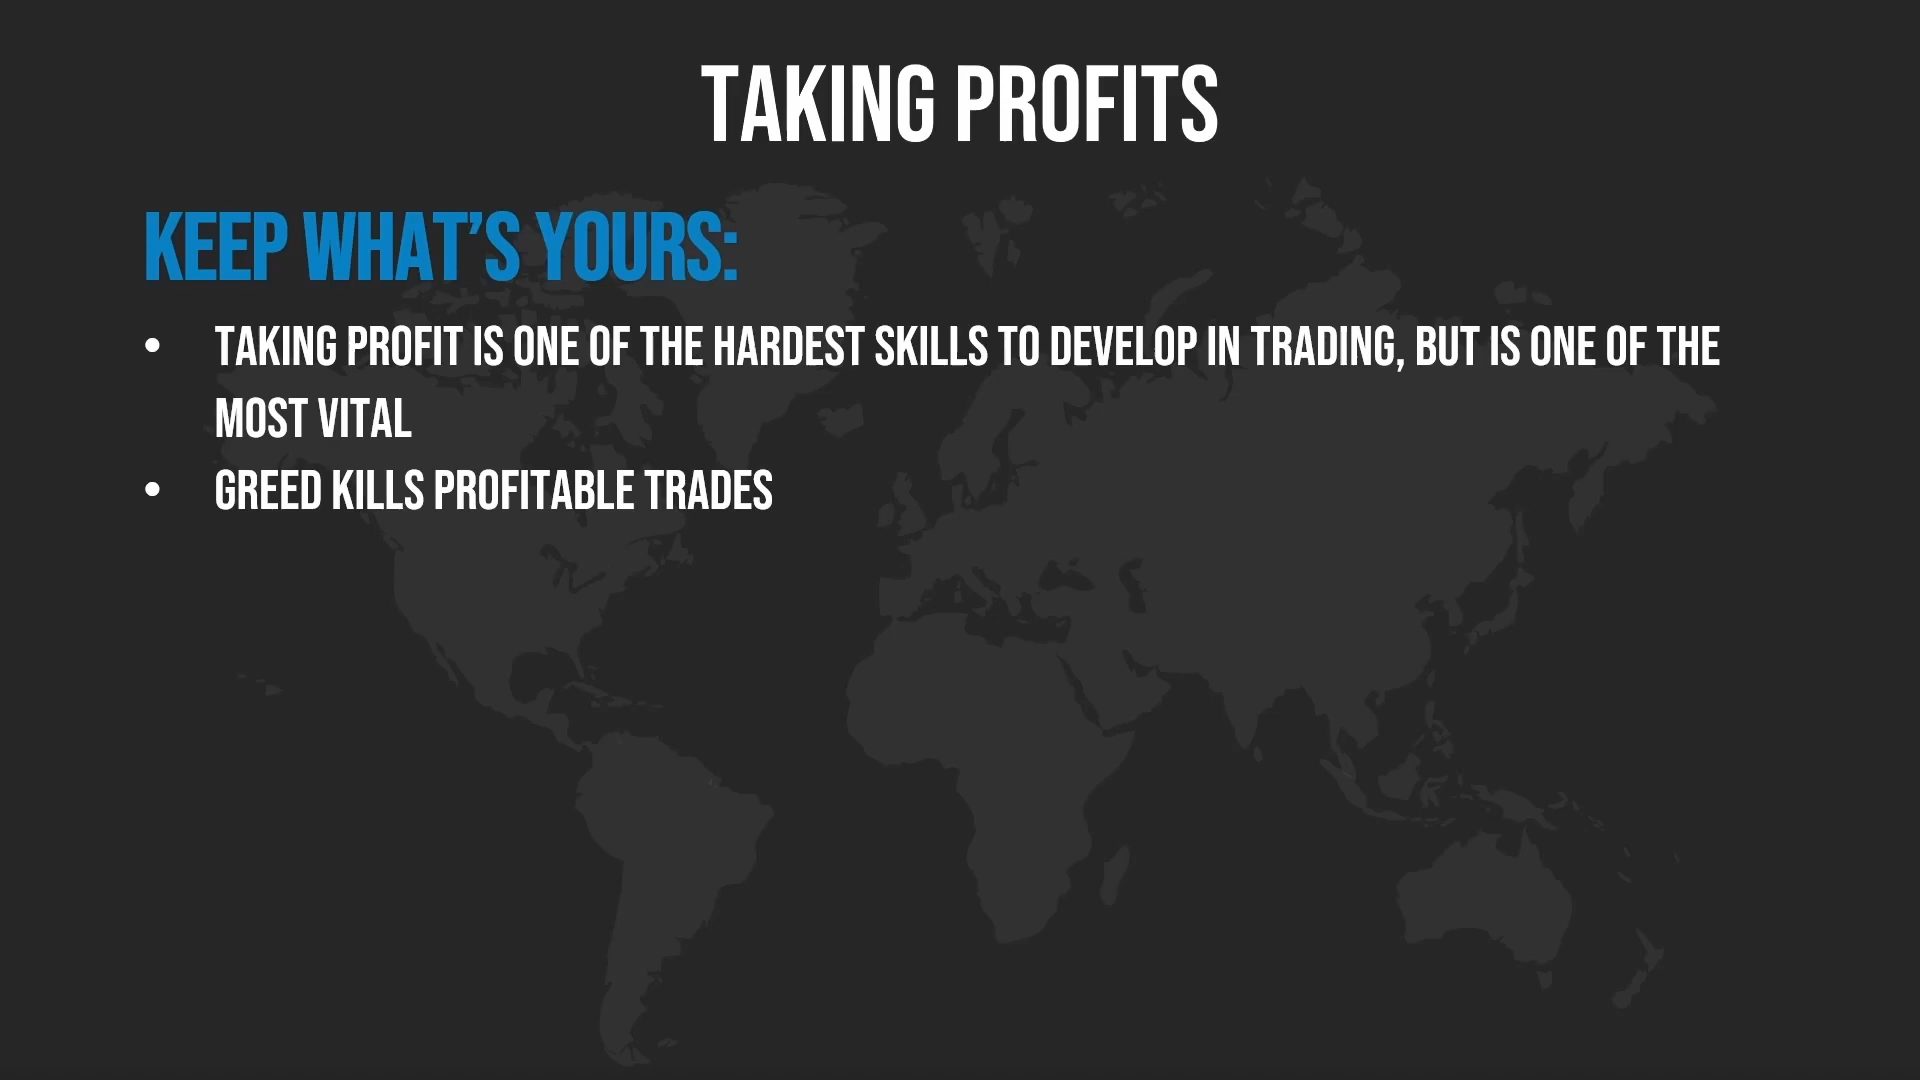 TAKING PROFITS
KEEP WHAT'S YOURS:
• TAKING PROFIT IS ONE OF THE HARDEST SKILLS TO DEVELOP IN TRADING, BUT IS ONE OF THE
MOST VITAL
• GREED KILLS PROFITABLE TRADES